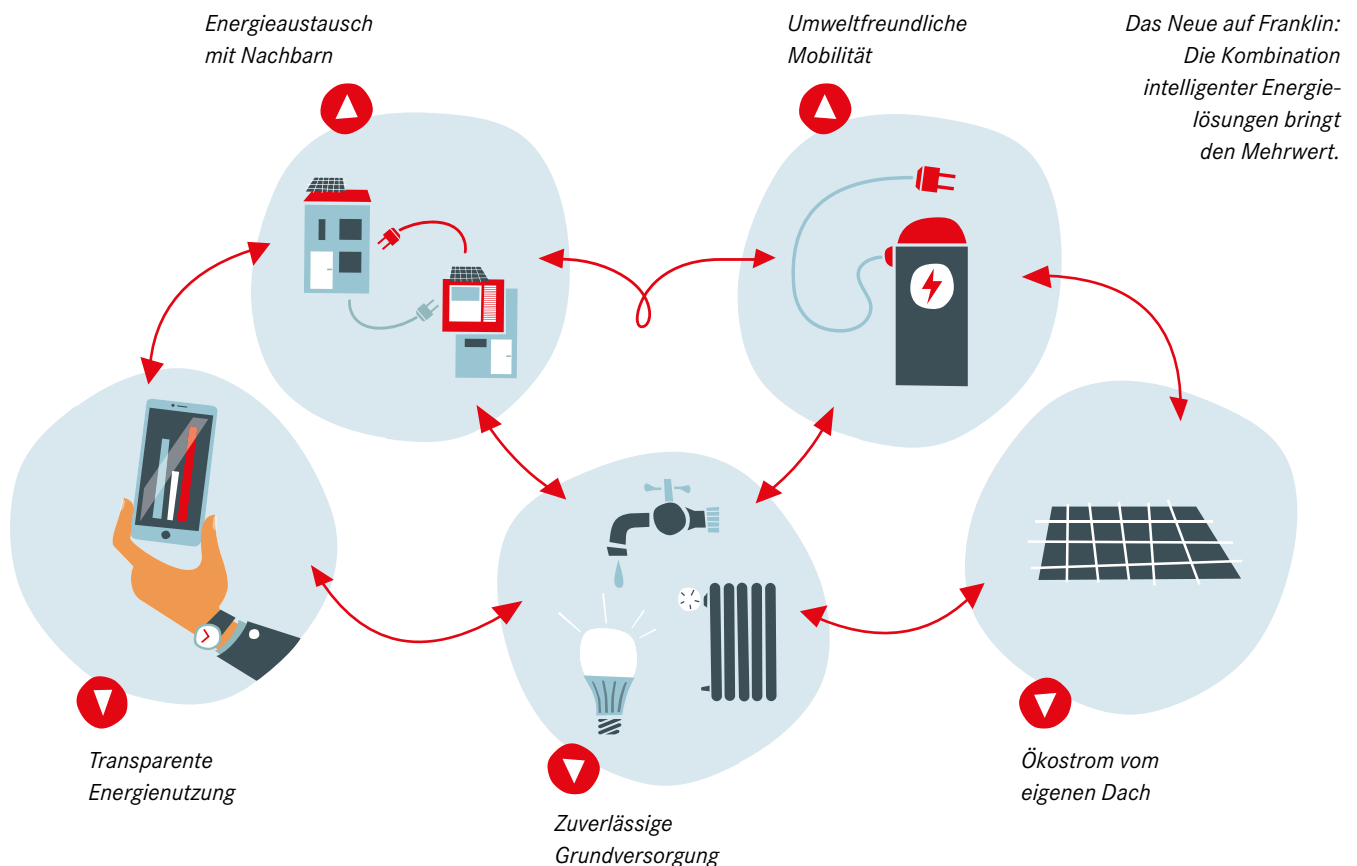 Energieaustausch
mit Nachbarn
Umweltfreundliche
Mobilität
Das Neue auf Franklin:
Die Kombination
intelligenter Energie-
lösungen bringt
den Mehrwert.
Transparente
Energienutzung
Zuverlässige
Grundversorgung
Ökostrom vom
eigenen Dach